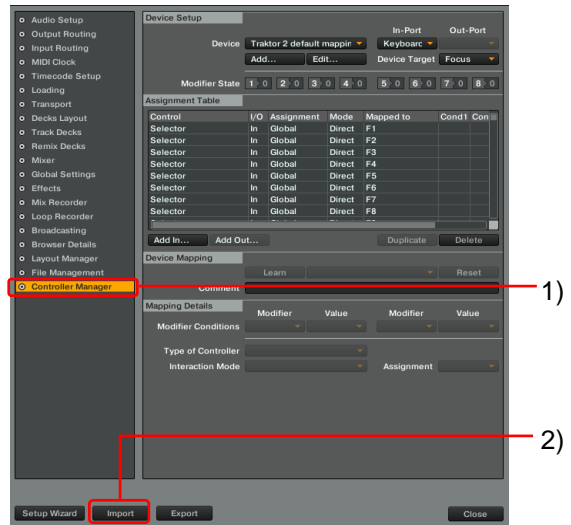 Audio Setup
Output Routing
Input Routing
MIDI Clock
Timecode Setup
Loading
Transport
Decks Layout
Track Decks
Remix Decks
Mixer
Global Settings
Effects
Mix Recorder
Loop Recorder
Broadcasting
Browser Details
Layout Manager
File Management
Controller Manager
1)
Device Setup
In-Port Out-Port
Device Traktor 2 default mappin Keyboarc
Add... Edit... Device Target Focus
Modifier State 1 0 2 0 3 0 4 0 5 0 6 0 7 0 8 0
Assignment Table
Control I/O Assignment Mode Mapped to Cond1 Con
Selector In Global Direct F1
Selector In Global Direct F2
Selector In Global Direct F3
Selector In Global Direct F4
Selector In Global Direct F5
Selector In Global Direct F6
Selector In Global Direct F7
Selector In Global Direct F8
Add In... Add Out... Duplicate Delete
Device Mapping
Learn Reset
Comment
Mapping Details
Modifier Value Modifier Value
Modifier Conditions
Type of Controller
Interaction Mode Assignment
2)
Setup Wizard Import Export Close